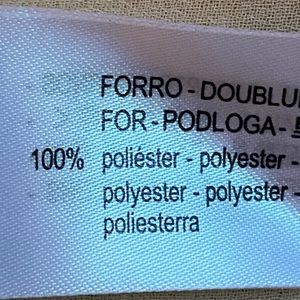 FORRO - DOUBLU
FOR - PODLOGA -
100% poliéster - polyester -
polyester - polyester -
poliesterra